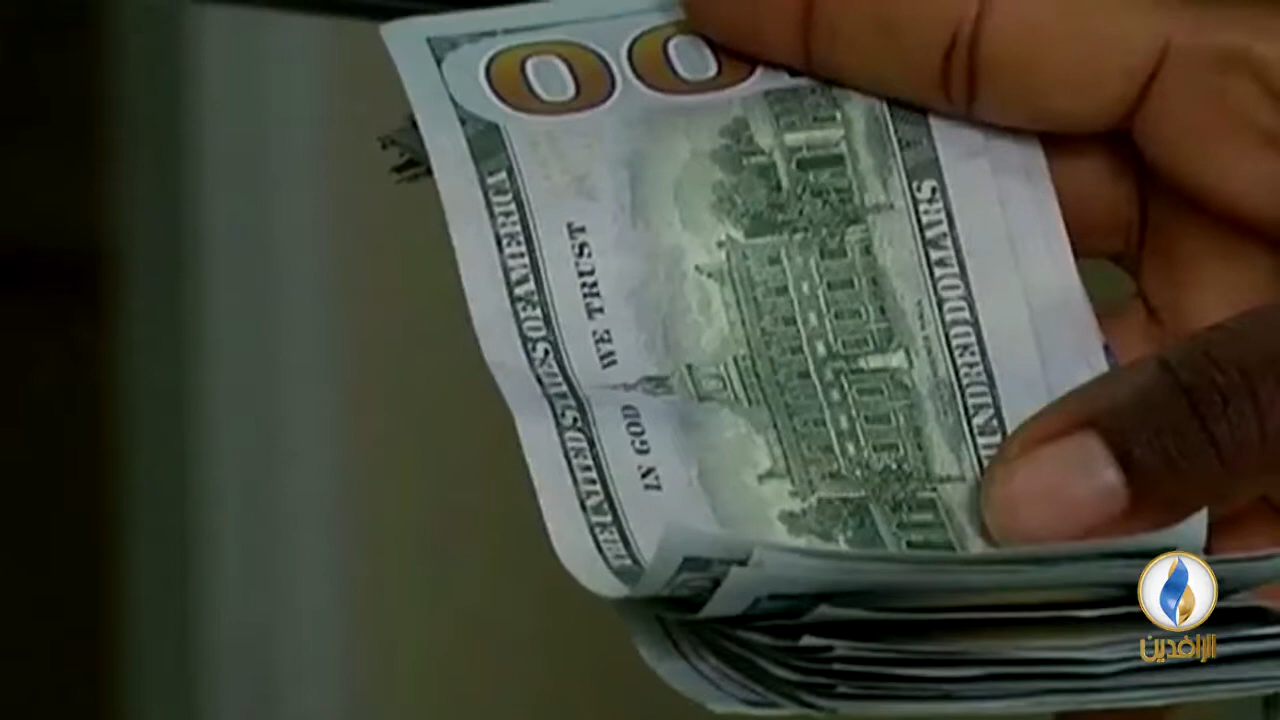 00
THE UNITED STATES OF AMERICA
IN GOD WE TRUST
HUNDRED DOLLARS
الرافدين